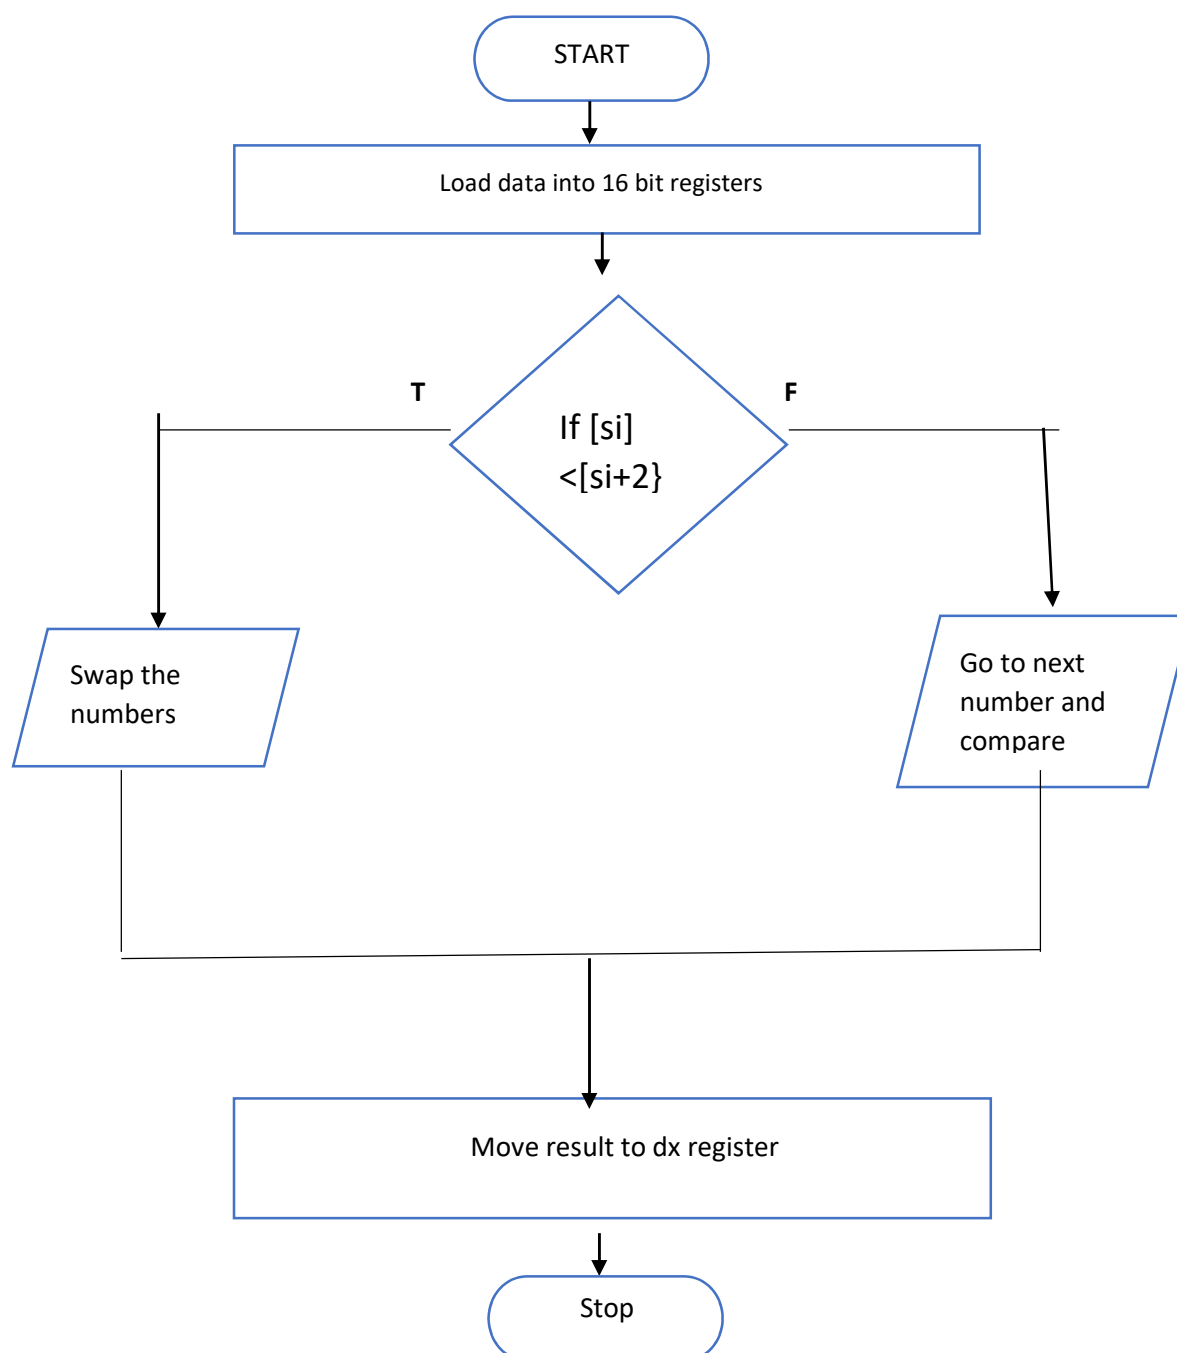 START
Load data into 16 bit registers
T
F
If [si]
<[si+2}
Swap the
numbers
Go to next
number and
compare
Move result to dx register
Stop